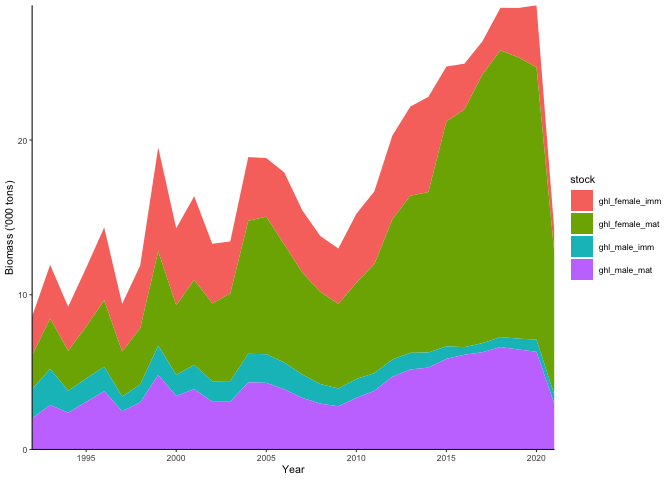 20
10
0
Biomass ('000 tons)
1995 2000 2005 2010 2015 2020
Year
stock
ghl_female_imm
ghl_female_mat
ghl_male_imm
ghl_male_mat